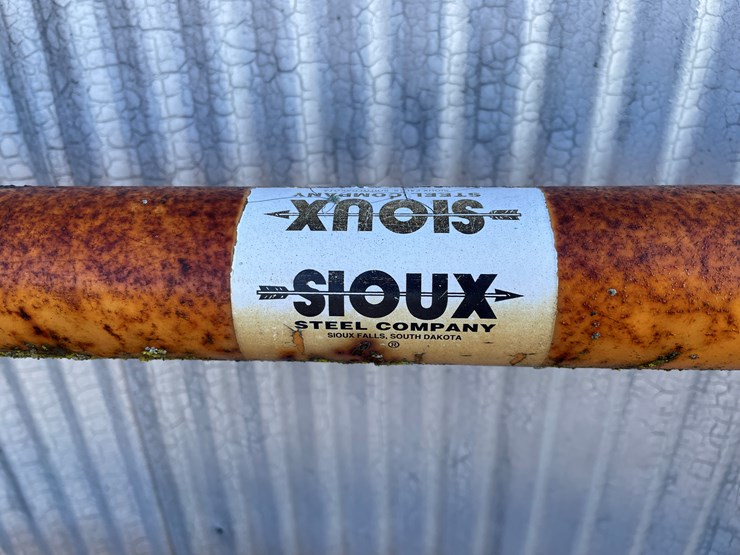 STEEL COMPANY
SIOUX
SIOUX
STEEL COMPANY
SIOUX FALLS, SOUTH DAKOTA
®